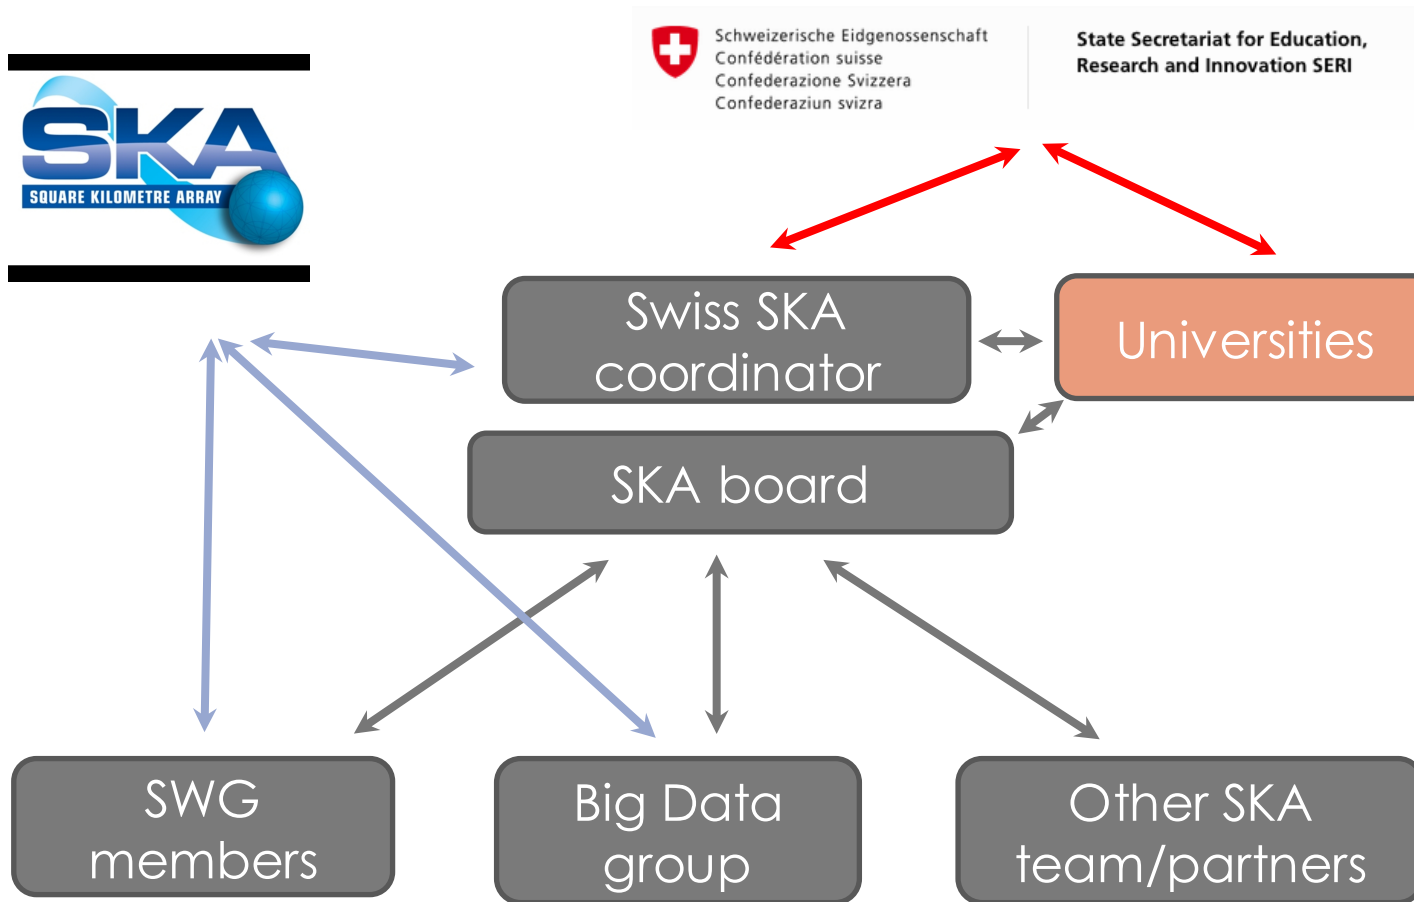 Schweizerische Eidgenossenschaft
Confédération suisse
Confederazione Svizzera
Confederaziun svizra
State Secretariat for Education,
Research and Innovation SERI
SKA
SQUARE KILOMETRE ARRAY
Swiss SKA
coordinator
Universities
SKA board
SWG
members
Big Data
group
Other SKA
team/partners